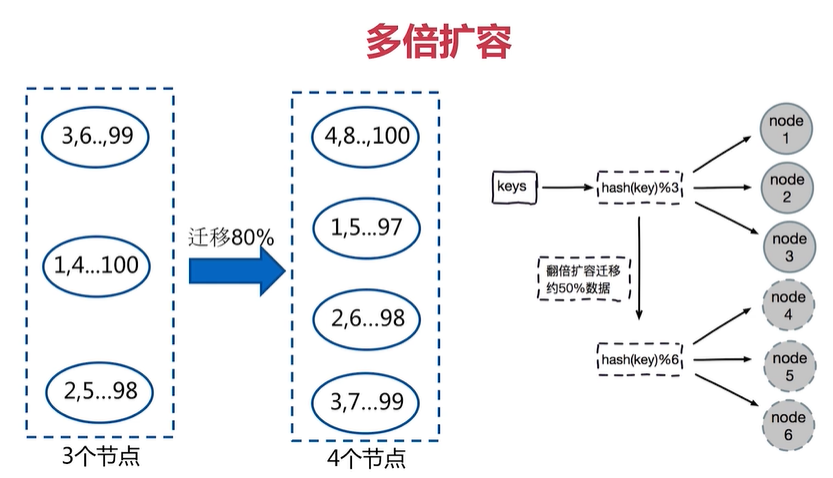 多倍扩容
3,6..,99
1,4...100
2,5...98
3个节点
迁移80%
4,8..,100
1,5...97
2,6...98
3,7...99
4个节点
keys
hash(key)%3
node
1
node
2
node
3
翻倍扩容迁移
约50%数据
hash(key)%6
node
4
node
5
node
6